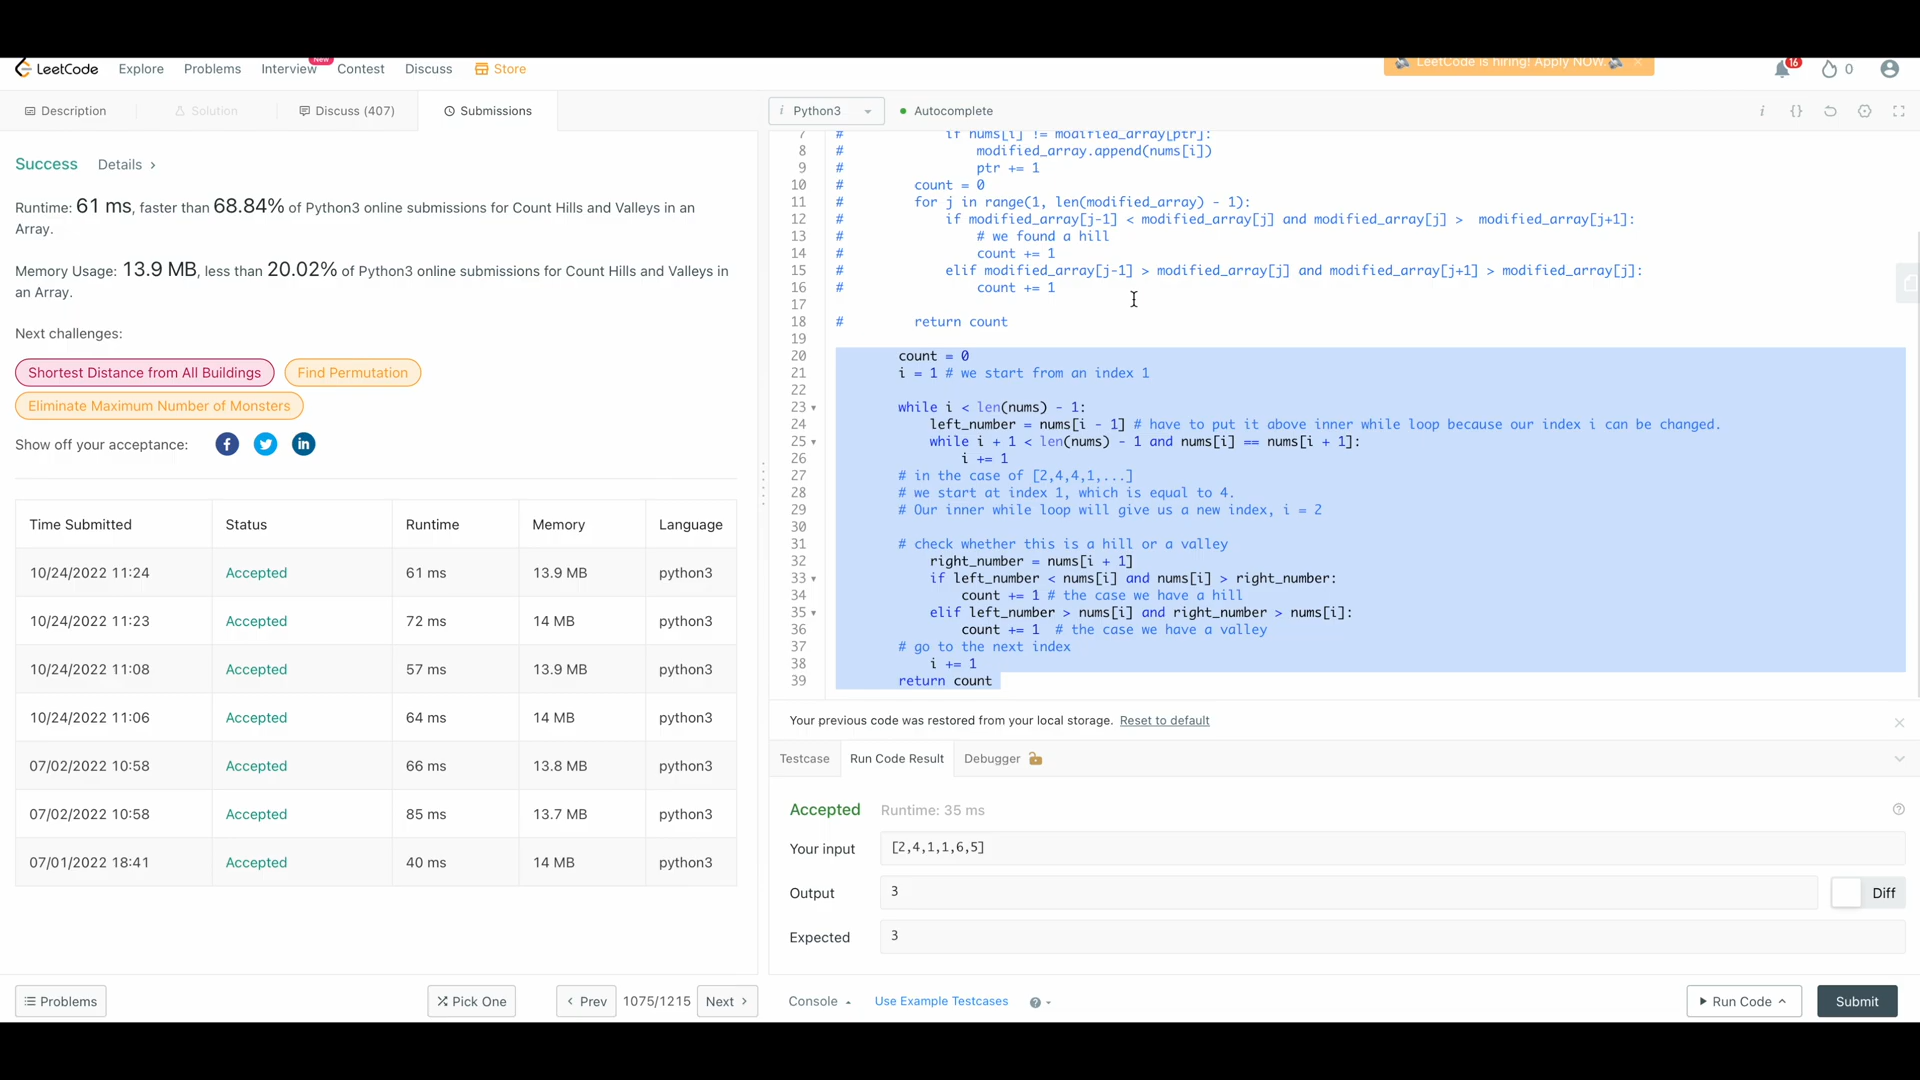 LeetCode
Explore
Problems
Interview
New
Contest
Discuss
Store
LeetCode is hiring! Apply NOW.
16
0
Description
Solution
Discuss (407)
Submissions
i Python3
Autocomplete
Success Details >
Runtime: 61 ms, faster than 68.84% of Python3 online submissions for Count Hills and Valleys in an
Array.
Memory Usage: 13.9 MB, less than 20.02% of Python3 online submissions for Count Hills and Valleys in
an Array.
Next challenges:
Shortest Distance from All Buildings
Find Permutation
Eliminate Maximum Number of Monsters
Show off your acceptance:
Time Submitted Status Runtime Memory Language
10/24/2022 11:24 Accepted 61 ms 13.9 MB python3
10/24/2022 11:23 Accepted 72 ms 14 MB python3
10/24/2022 11:08 Accepted 57 ms 13.9 MB python3
10/24/2022 11:06 Accepted 64 ms 14 MB python3
07/02/2022 10:58 Accepted 66 ms 13.8 MB python3
07/02/2022 10:58 Accepted 85 ms 13.7 MB python3
07/01/2022 18:41 Accepted 40 ms 14 MB python3
Problems
Pick One
< Prev
1075/1215
Next >
7 # if nums[i] != modified_array[ptr]:
8 # modified_array.append(nums[i])
9 # ptr += 1
10 # count = 0
11 # for j in range(1, len(modified_array) - 1):
12 # if modified_array[j-1] < modified_array[j] and modified_array[j] > modified_array[j+1]:
13 # # we found a hill
14 # count += 1
15 # elif modified_array[j-1] > modified_array[j] and modified_array[j+1] > modified_array[j]:
16 # count += 1
17
18 # return count
19
20 count = 0
21 i = 1 # we start from an index 1
22
23 while i < len(nums) - 1:
24 left_number = nums[i - 1] # have to put it above inner while loop because our index i can be changed.
25 while i + 1 < len(nums) - 1 and nums[i] == nums[i + 1]:
26 i += 1
27 # in the case of [2,4,4,1,...]
28 # we start at index 1, which is equal to 4.
29 # Our inner while loop will give us a new index, i = 2
30
31 # check whether this is a hill or a valley
32 right_number = nums[i + 1]
33 if left_number < nums[i] and nums[i] > right_number:
34 count += 1 # the case we have a hill
35 elif left_number > nums[i] and right_number > nums[i]:
36 count += 1 # the case we have a valley
37 # go to the next index
38 i += 1
39 return count
Your previous code was restored from your local storage. Reset to default
Testcase
Run Code Result
Debugger
Accepted Runtime: 35 ms
Your input [2,4,1,1,6,5]
Output 3
Diff
Expected 3
Console
Use Example Testcases
Run Code
Submit